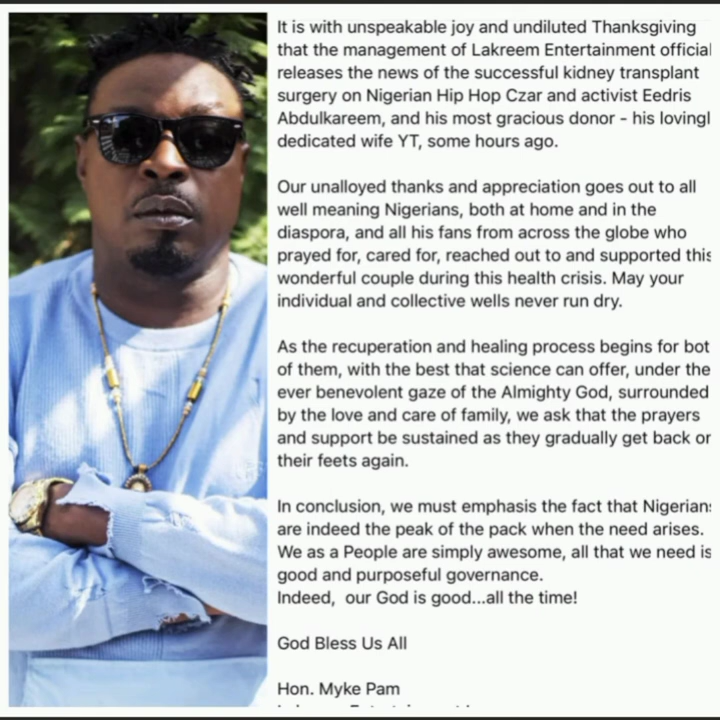 It is with unspeakable joy and undiluted Thanksgiving
that the management of Lakreem Entertainment official
releases the news of the successful kidney transplant
surgery on Nigerian Hip Hop Czar and activist Eedris
Abdulkareem, and his most gracious donor - his lovingl
dedicated wife YT, some hours ago.
Our unalloyed thanks and appreciation goes out to all
well meaning Nigerians, both at home and in the
diaspora, and all his fans from across the globe who
prayed for, cared for, reached out to and supported this
wonderful couple during this health crisis. May your
individual and collective wells never run dry.
As the recuperation and healing process begins for bot
of them, with the best that science can offer, under the
ever benevolent gaze of the Almighty God, surrounded
by the love and care of family, we ask that the prayers
and support be sustained as they gradually get back or
their feets again.
In conclusion, we must emphasis the fact that Nigerians
are indeed the peak of the pack when the need arises.
We as a People are simply awesome, all that we need is
good and purposeful governance.
Indeed, our God is good...all the time!
God Bless Us All
Hon. Myke Pam